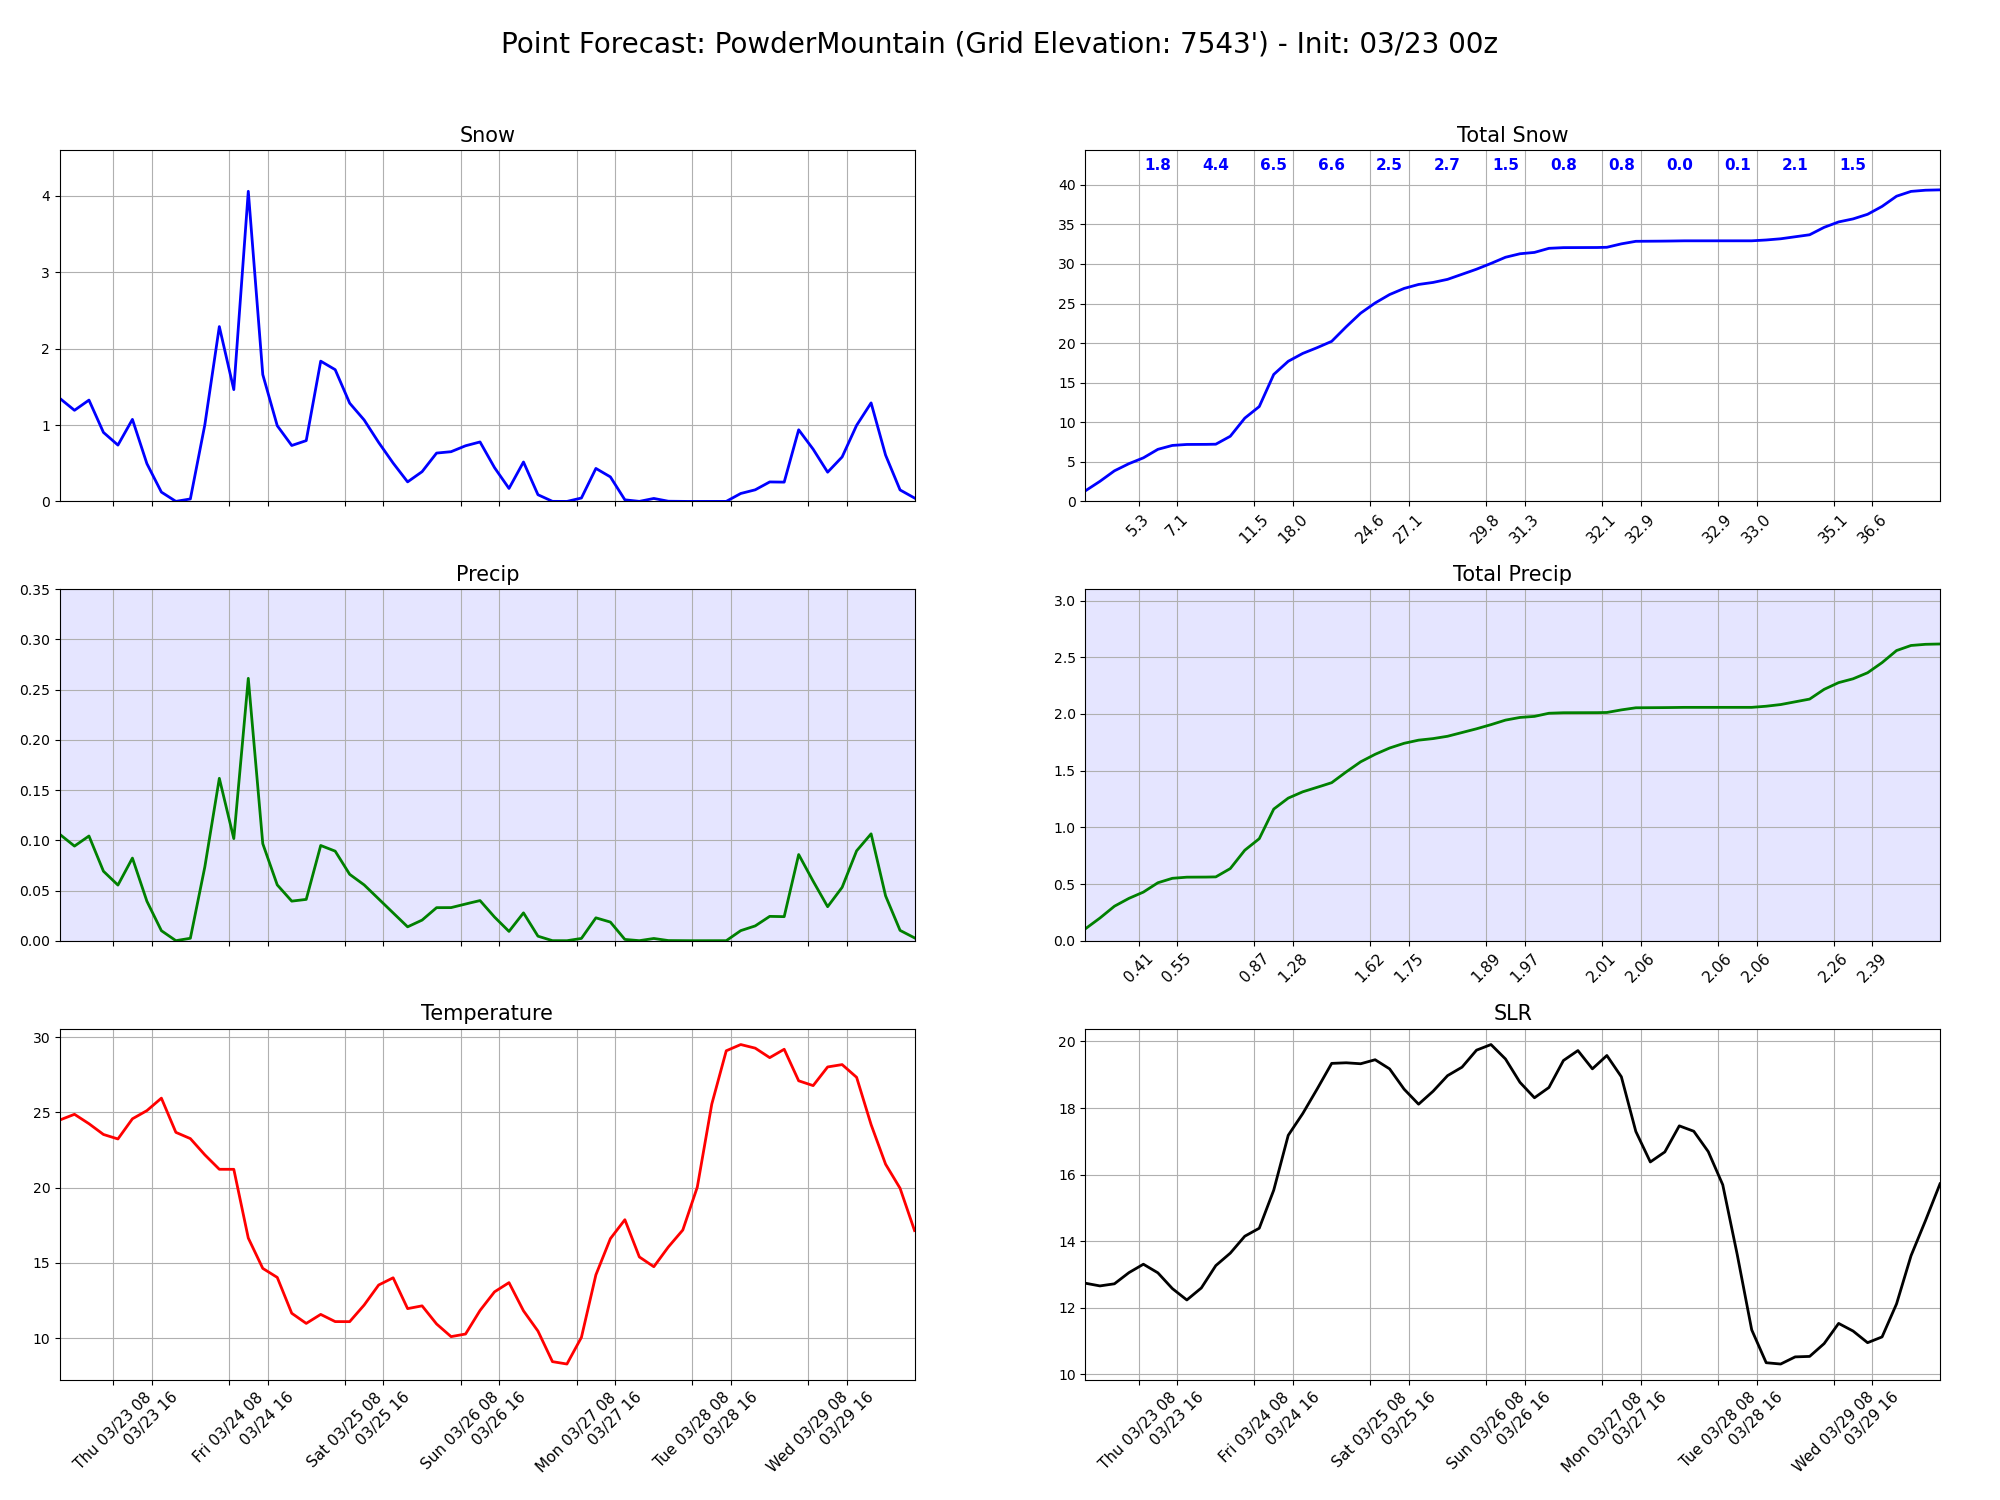 Point Forecast: PowderMountain (Grid Elevation: 7543') - Init: 03/23 00z
Snow
4
3
2
1
0
Total Snow
1.8 4.4 6.5 6.6 2.5 2.7 1.5 0.8 0.8 0.0 0.1 2.1 1.5
40
35
30
25
20
15
10
5
0
5.3 7.1 11.5 18.0 24.6 27.1 29.8 31.3 32.1 32.9 32.9 33.0 35.1 36.6
Precip
0.35
0.30
0.25
0.20
0.15
0.10
0.05
0.00
Total Precip
3.0
2.5
2.0
1.5
1.0
0.5
0.0
0.41 0.55 0.87 1.28 1.62 1.75 1.89 1.97 2.01 2.06 2.06 2.06 2.26 2.39
Temperature
30
25
20
15
10
Thu 03/23 08
03/23 16
Fri 03/24 08
03/24 16
Sat 03/25 08
03/25 16
Sun 03/26 08
03/26 16
Mon 03/27 08
03/27 16
Tue 03/28 08
03/28 16
Wed 03/29 08
03/29 16
SLR
20
18
16
14
12
10
Thu 03/23 08
03/23 16
Fri 03/24 08
03/24 16
Sat 03/25 08
03/25 16
Sun 03/26 08
03/26 16
Mon 03/27 08
03/27 16
Tue 03/28 08
03/28 16
Wed 03/29 08
03/29 16